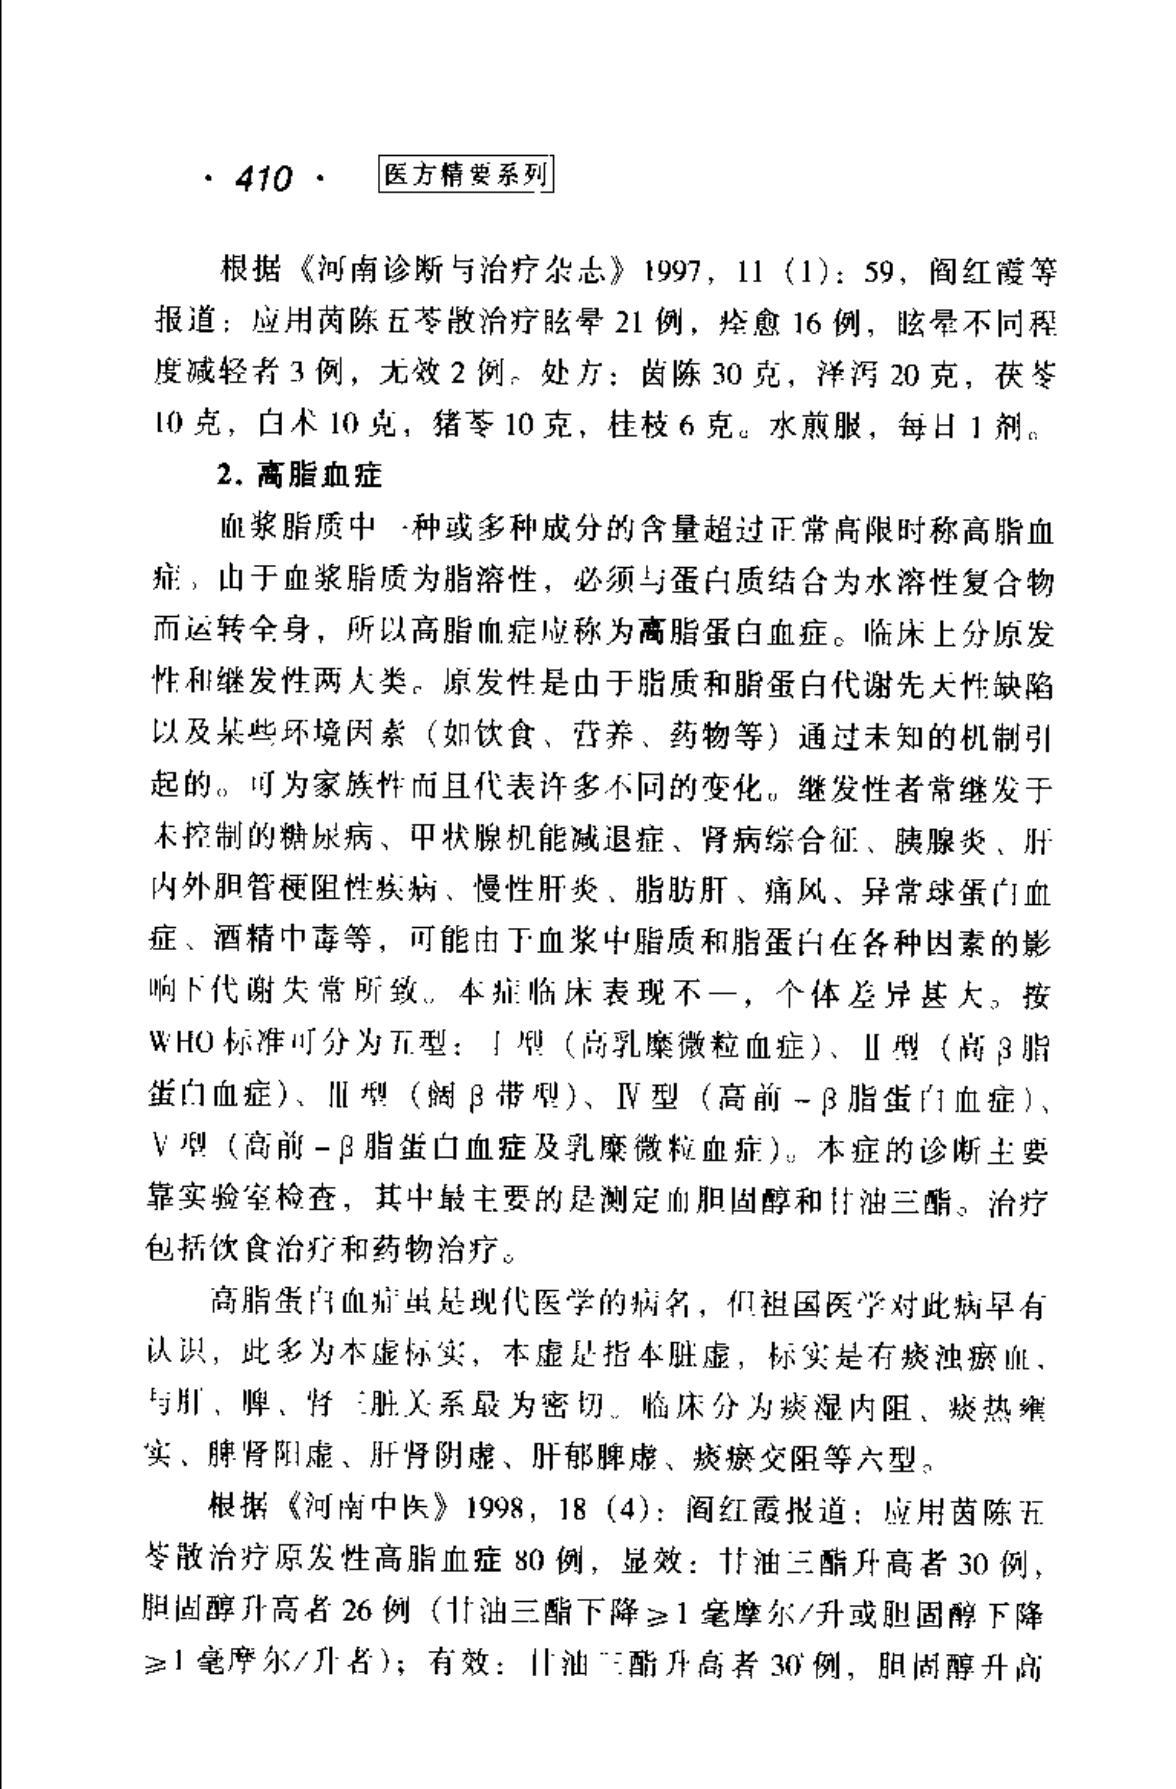 · 410 · 医方精要系列
根据《河南诊断与治疗杂志》1997，11（1）：59，阎红霞等
报道：应用茵陈五苓散治疗眩晕 21 例，痊愈 16 例，眩晕不同程
度减轻者 3 例，无效 2 例。处方：茵陈 30 克，泽泻 20 克，茯苓
10 克，白术 10 克，猪苓 10 克，桂枝 6 克。水煎服，每日 1 剂。
2. 高脂血症
血浆脂质中一种或多种成分的含量超过正常高限时称高脂血
症。由于血浆脂质为脂溶性，必须与蛋白质结合为水溶性复合物
而运转全身，所以高脂血症应称为高脂蛋白血症。临床上分原发
性和继发性两大类。原发性是由于脂质和脂蛋白代谢先天性缺陷
以及某些环境因素（如饮食、营养、药物等）通过未知的机制引
起的。可为家族性而且代表许多不同的变化。继发性者常继发于
未控制的糖尿病、甲状腺机能减退症、肾病综合征、胰腺炎、肝
内外胆管梗阻性疾病、慢性肝炎、脂肪肝、痛风、异常球蛋白血
症、酒精中毒等，可能由于血浆中脂质和脂蛋白在各种因素的影
响下代谢失常所致。本症临床表现不一，个体差异甚大。按
WHO 标准可分为五型：Ⅰ型（高乳糜微粒血症）、Ⅱ型（高 β 脂
蛋白血症）、Ⅲ型（阔 β 带型）、Ⅳ型（高前－β 脂蛋白血症）、
Ⅴ型（高前－β 脂蛋白血症及乳糜微粒血症）。本症的诊断主要
靠实验室检查，其中最主要的是测定血胆固醇和甘油三酯。治疗
包括饮食治疗和药物治疗。
高脂蛋白血症虽是现代医学的病名，但祖国医学对此病早有
认识，此多为本虚标实，本虚是指本脏虚，标实是有痰浊瘀血，
与肝、脾、肾三脏关系最为密切。临床分为痰湿内阻、痰热雍
实、脾肾阳虚、肝肾阴虚、肝郁脾虚、痰瘀交阻等六型。
根据《河南中医》1998，18（4）：阎红霞报道：应用茵陈五
苓散治疗原发性高脂血症 80 例，显效：甘油三酯升高者 30 例，
胆固醇升高者 26 例（甘油三酯下降⩾1 毫摩尔/升或胆固醇下降
⩾1 毫摩尔/升者）；有效：甘油三酯升高者 30 例，胆固醇升高